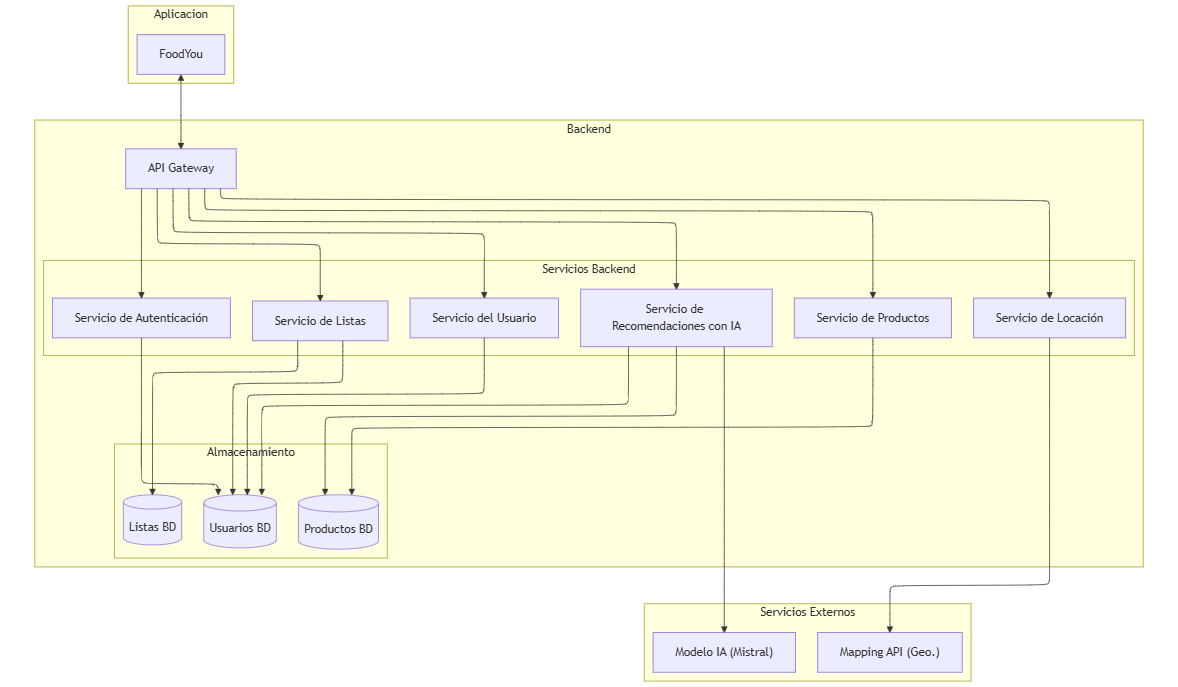 Aplicacion
FoodYou
Backend
API Gateway
Servicios Backend
Servicio de Autenticación
Servicio de Listas
Servicio del Usuario
Servicio de
Recomendaciones con IA
Servicio de Productos
Servicio de Locación
Almacenamiento
Listas BD
Usuarios BD
Productos BD
Servicios Externos
Modelo IA (Mistral)
Mapping API (Geo.)